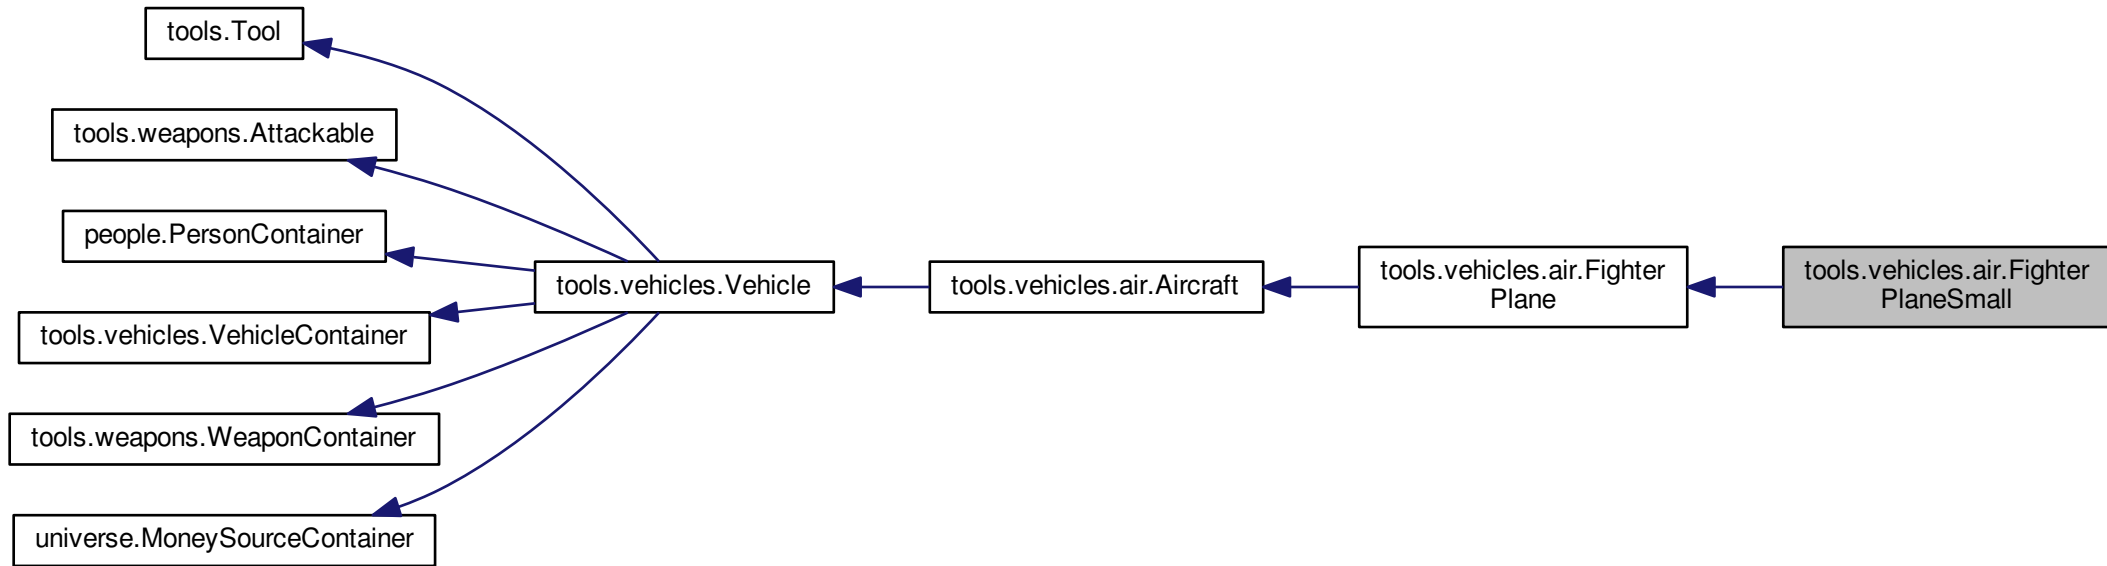 tools.Tool
tools.weapons.Attackable
people.PersonContainer
tools.vehicles.VehicleContainer
tools.weapons.WeaponContainer
universe.MoneySourceContainer
tools.vehicles.Vehicle
tools.vehicles.air.Aircraft
tools.vehicles.air.Fighter
Plane
tools.vehicles.air.Fighter
PlaneSmall